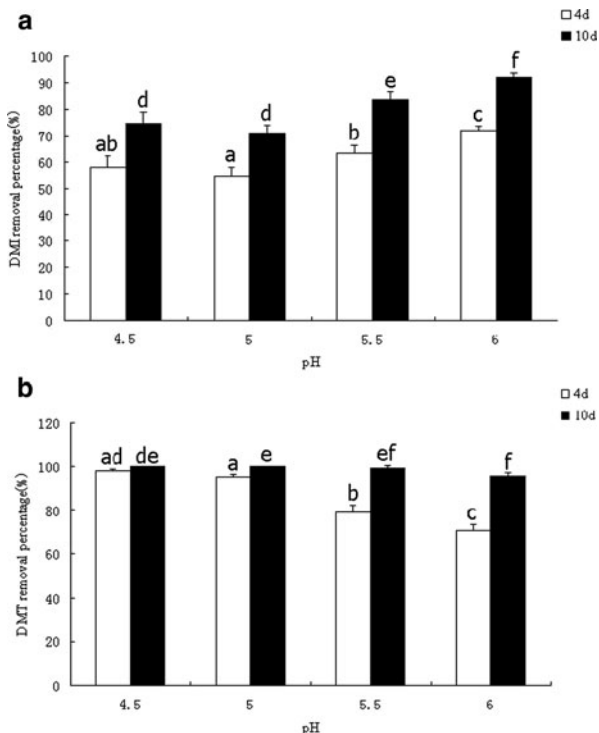 a
4d
10d
DMI removal percentage(%)
100
90
80
70
60
50
40
30
20
10
0
ab
d
a
d
b
e
c
f
4.5
5
5.5
6
pH
b
4d
10d
DMT removal percentage(%)
120
100
80
60
40
20
0
ad
de
a
e
b
ef
c
f
4.5
5
5.5
6
pH